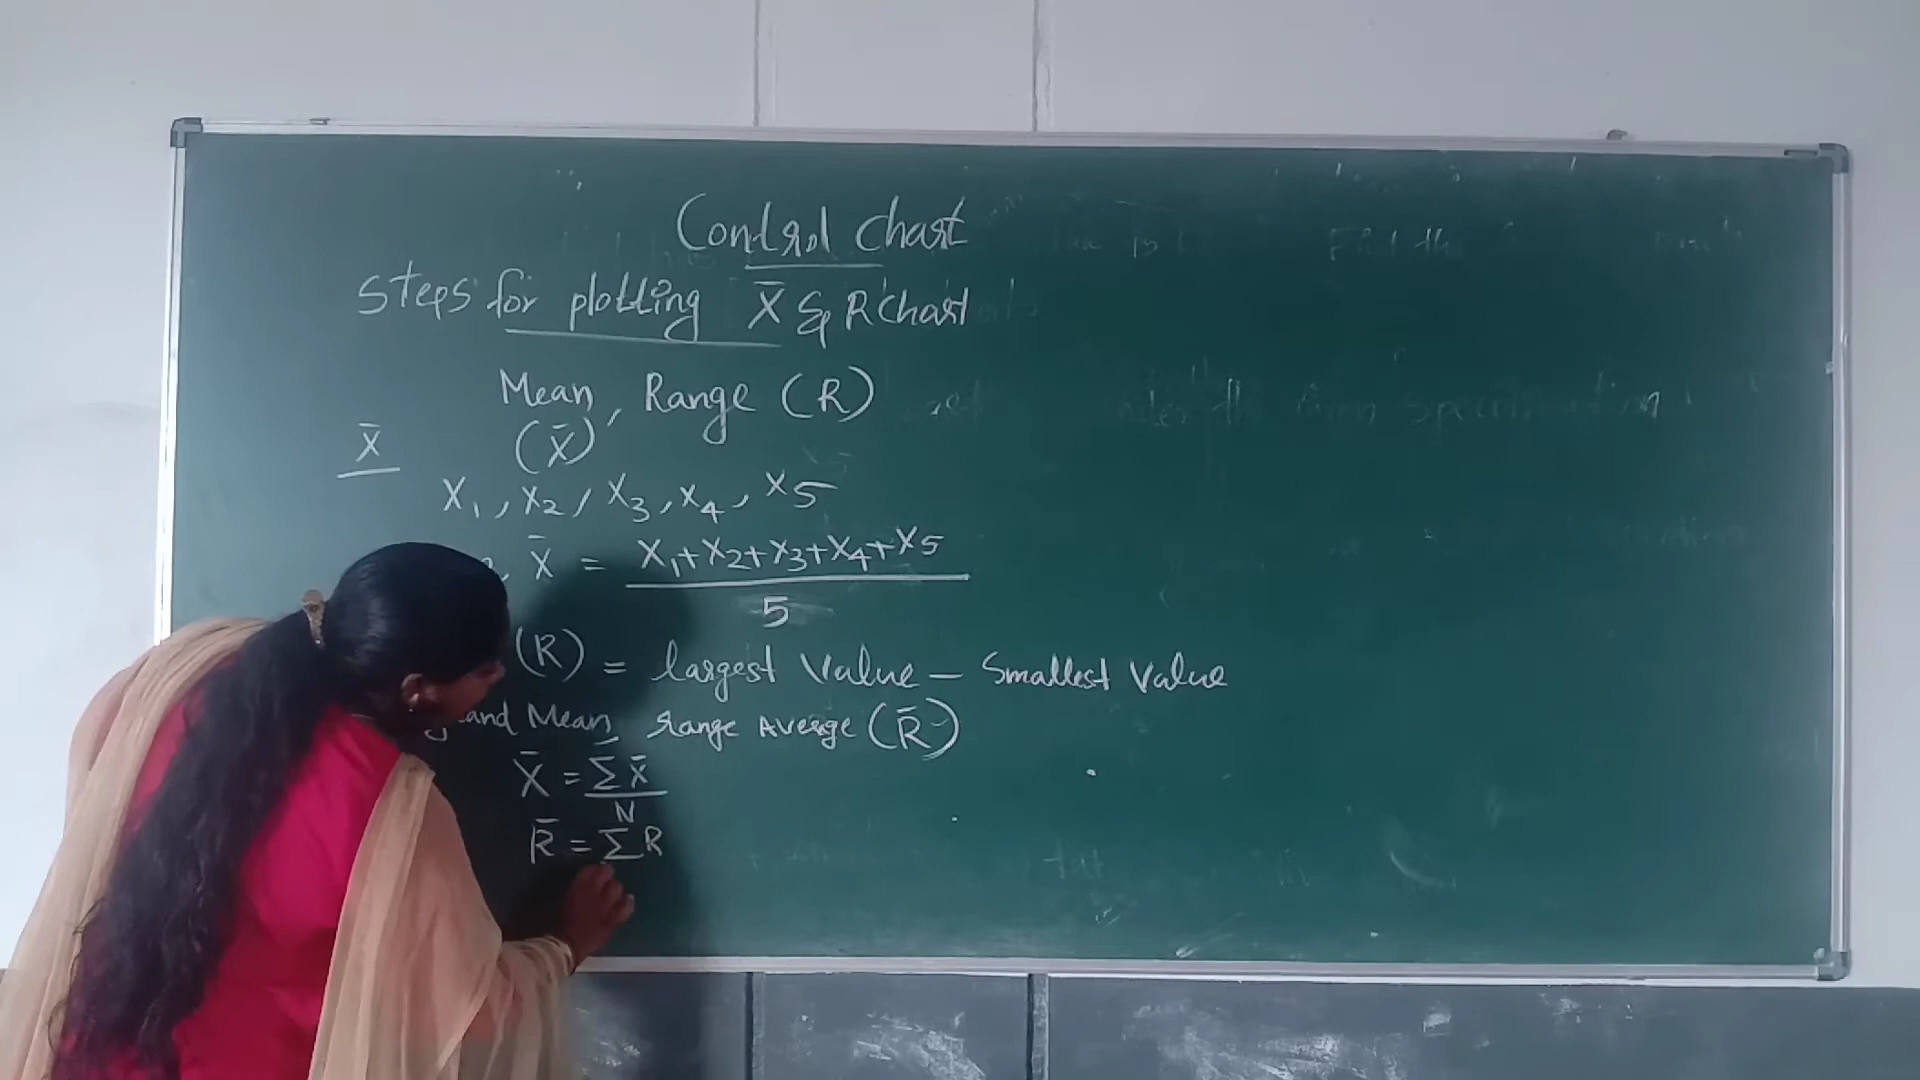 Control Chart
Steps for plotting X̄ & R Chart
Mean, Range (R)
(X̄)
X̄
X₁, X₂, X₃, X₄, X₅
X̄ = X₁+X₂+X₃+X₄+X₅
5
(R) = largest Value – Smallest Value
Mean, range Average (R̄)
X̄ = Σx̄
N
R̄ = ΣR